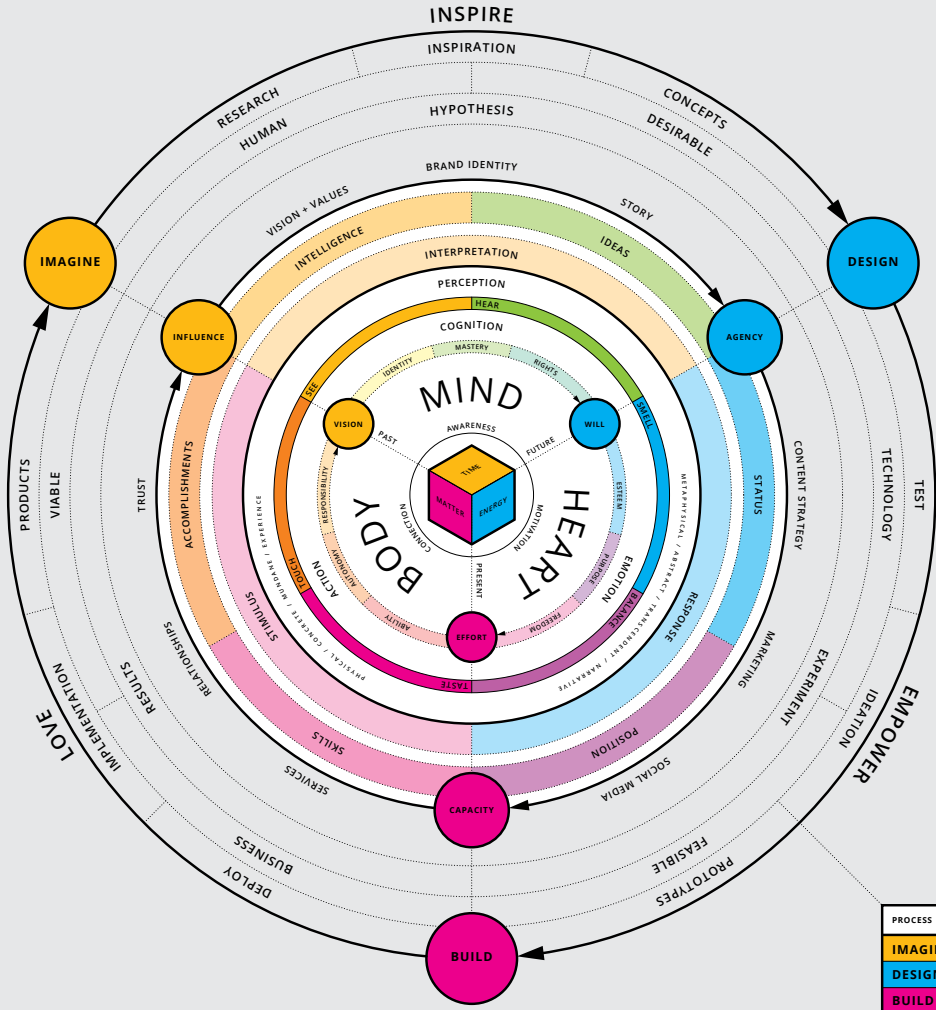 INSPIRE
INSPIRATION
RESEARCH
CONCEPTS
HYPOTHESIS
HUMAN
DESIRABLE
BRAND IDENTITY
VISION + VALUES
STORY
INTELLIGENCE
IDEAS
INTERPRETATION
IMAGINE
DESIGN
PERCEPTION
HEAR
COGNITION
INFLUENCE
AGENCY
MASTERY
IDENTITY
RIGHTS
SEE
SMELL
MIND
VISION
WILL
AWARENESS
PAST
FUTURE
TIME
MATTER
ENERGY
PRODUCTS
VIABLE
TRUST
ACCOMPLISHMENTS
RESPONSIBILITY
ESTEEM
STATUS
CONTENT STRATEGY
TECHNOLOGY
TEST
BODY
HEART
CONNECTION
MOTIVATION
PHYSICAL / CONCRETE / MUNDANE / EXPERIENCE
METAPHYSICAL / ABSTRACT / TRANSCENDENT / NARRATIVE
TOUCH
ACTION
AUTONOMY
PRESENT
PURPOSE
EMOTION
BALANCE
STIMULUS
RESPONSE
ABILITY
EFFORT
FREEDOM
TASTE
RELATIONSHIPS
MARKETING
RESULTS
EXPERIMENT
IMPLEMENTATION
IDEATION
LOVE
EMPOWER
SKILLS
POSITION
SERVICES
SOCIAL MEDIA
CAPACITY
BUSINESS
FEASIBLE
DEPLOY
PROTOTYPES
BUILD
PROCESS
IMAGIN
DESIGN
BUILD